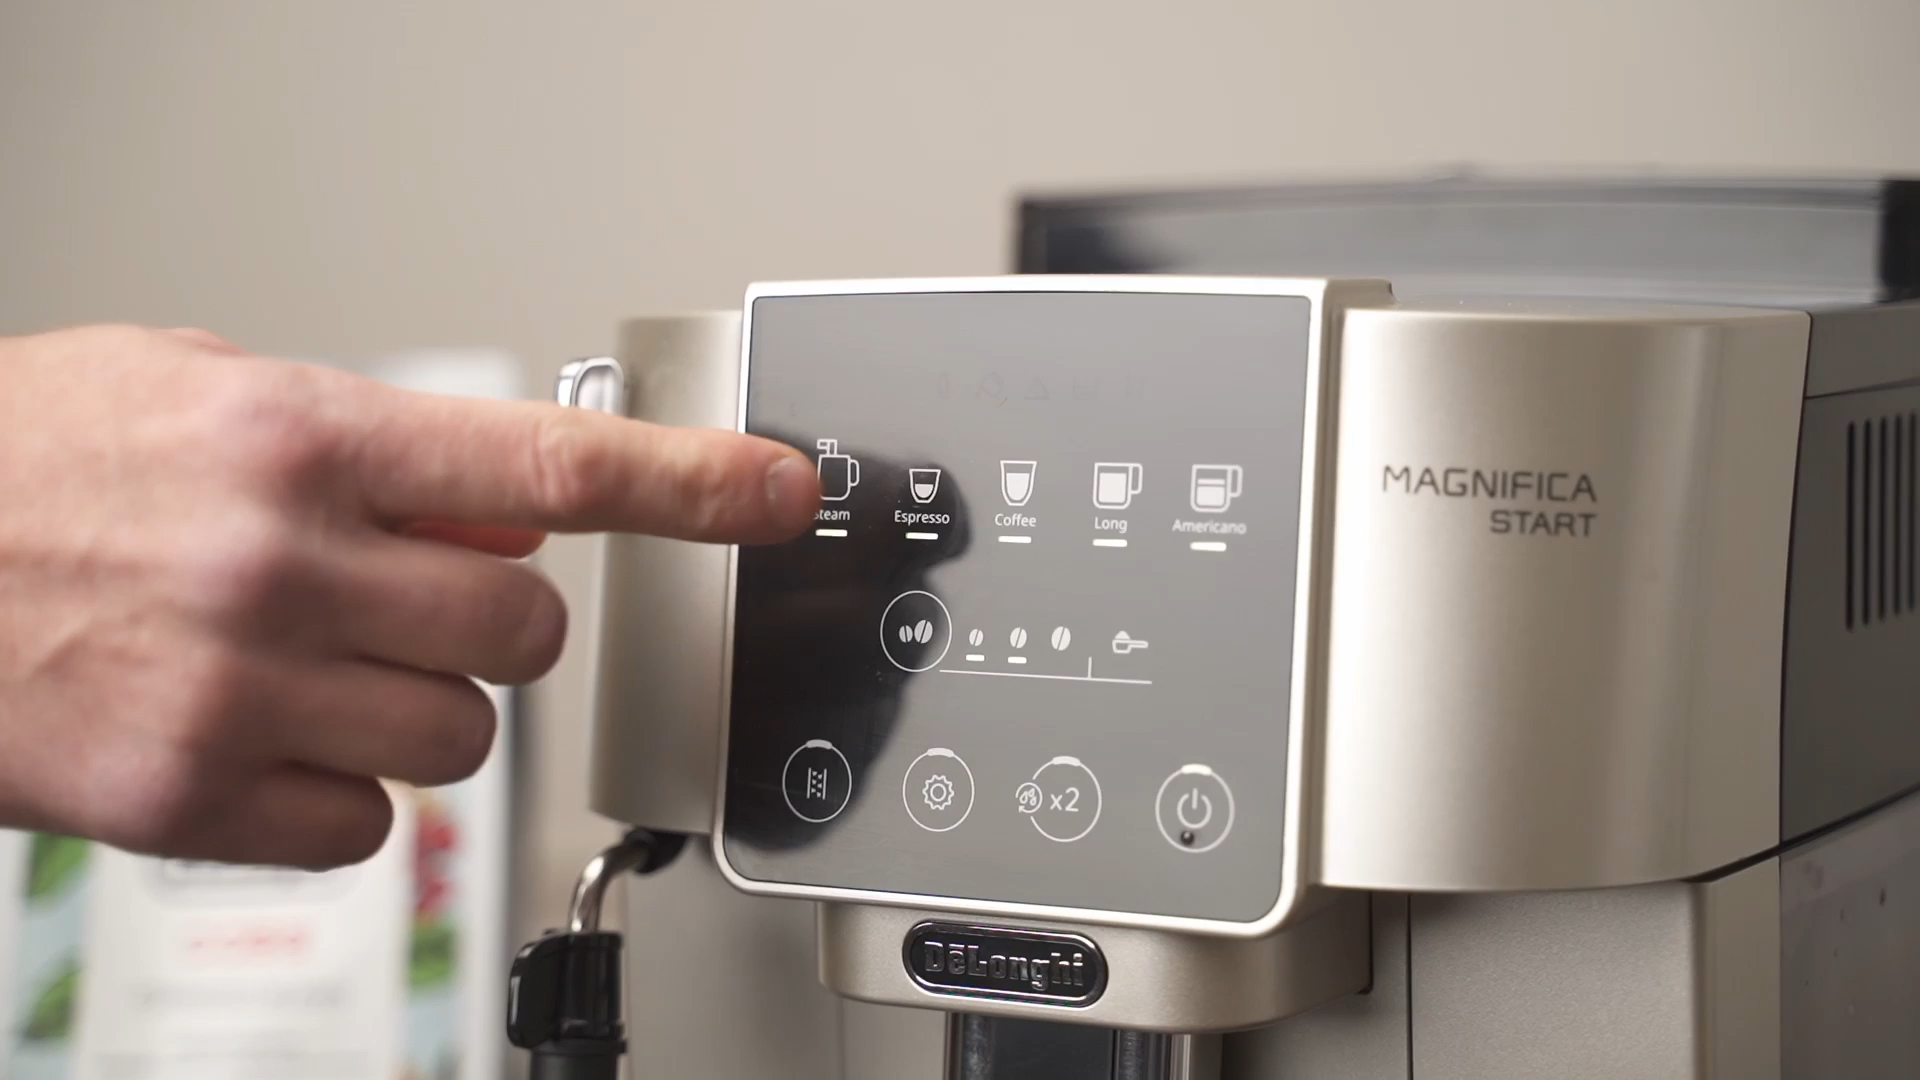 Steam
Espresso
Coffee
Long
Americano
MAGNIFICA
START
x2
DeLonghi